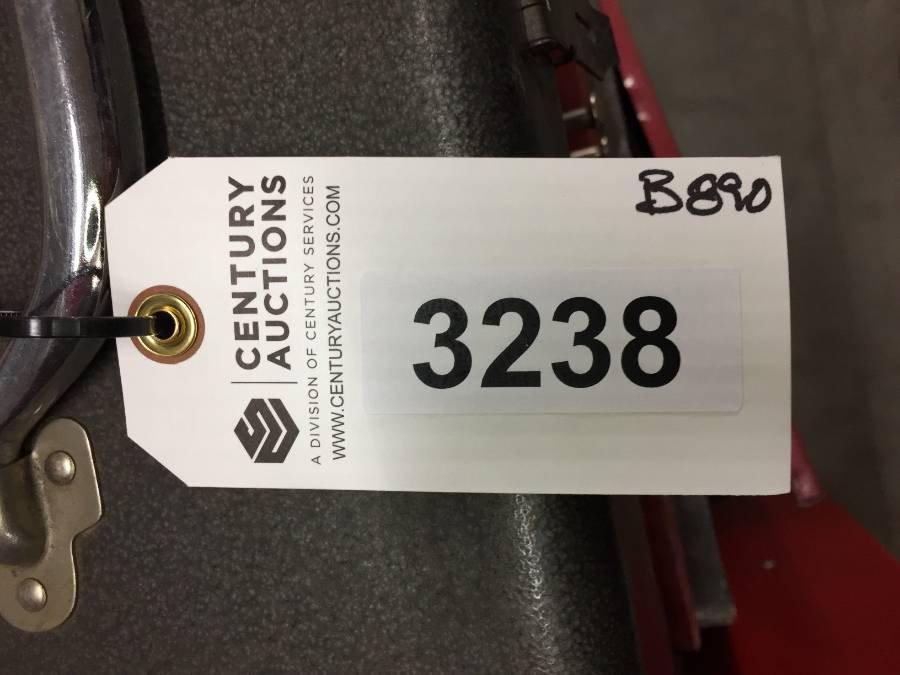 CENTURY
AUCTIONS
A DIVISION OF CENTURY SERVICES
WWW.CENTURYAUCTIONS.COM
B890
3238